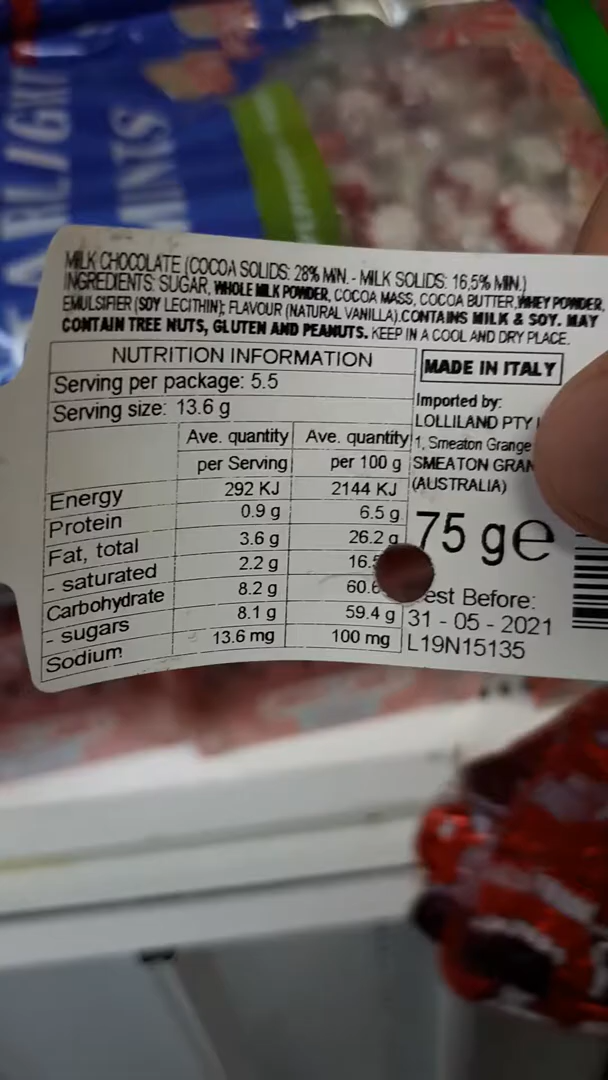 MILK CHOCOLATE (COCOA SOLIDS: 28% MIN. - MILK SOLIDS: 16,5% MIN.)
INGREDIENTS: SUGAR, WHOLE MILK POWDER, COCOA MASS, COCOA BUTTER, WHEY POWDER,
EMULSIFIER (SOY LECITHIN); FLAVOUR (NATURAL VANILLA).CONTAINS MILK & SOY. MAY
CONTAIN TREE NUTS, GLUTEN AND PEANUTS. KEEP IN A COOL AND DRY PLACE.
NUTRITION INFORMATION
Serving per package: 5.5
Serving size: 13.6 g
Ave. quantity per Serving Ave. quantity per 100 g
Energy 292 KJ 2144 KJ
Protein 0.9 g 6.5 g
Fat, total 3.6 g 26.2 g
- saturated 2.2 g 16.
Carbohydrate 8.2 g 60.
- sugars 8.1 g 59.4 g
Sodium 13.6 mg 100 mg
MADE IN ITALY
Imported by:
LOLLILAND PTY
1, Smeaton Grange
SMEATON GRAN
(AUSTRALIA)
75 g e
est Before:
31 - 05 - 2021
L19N15135
MINTS